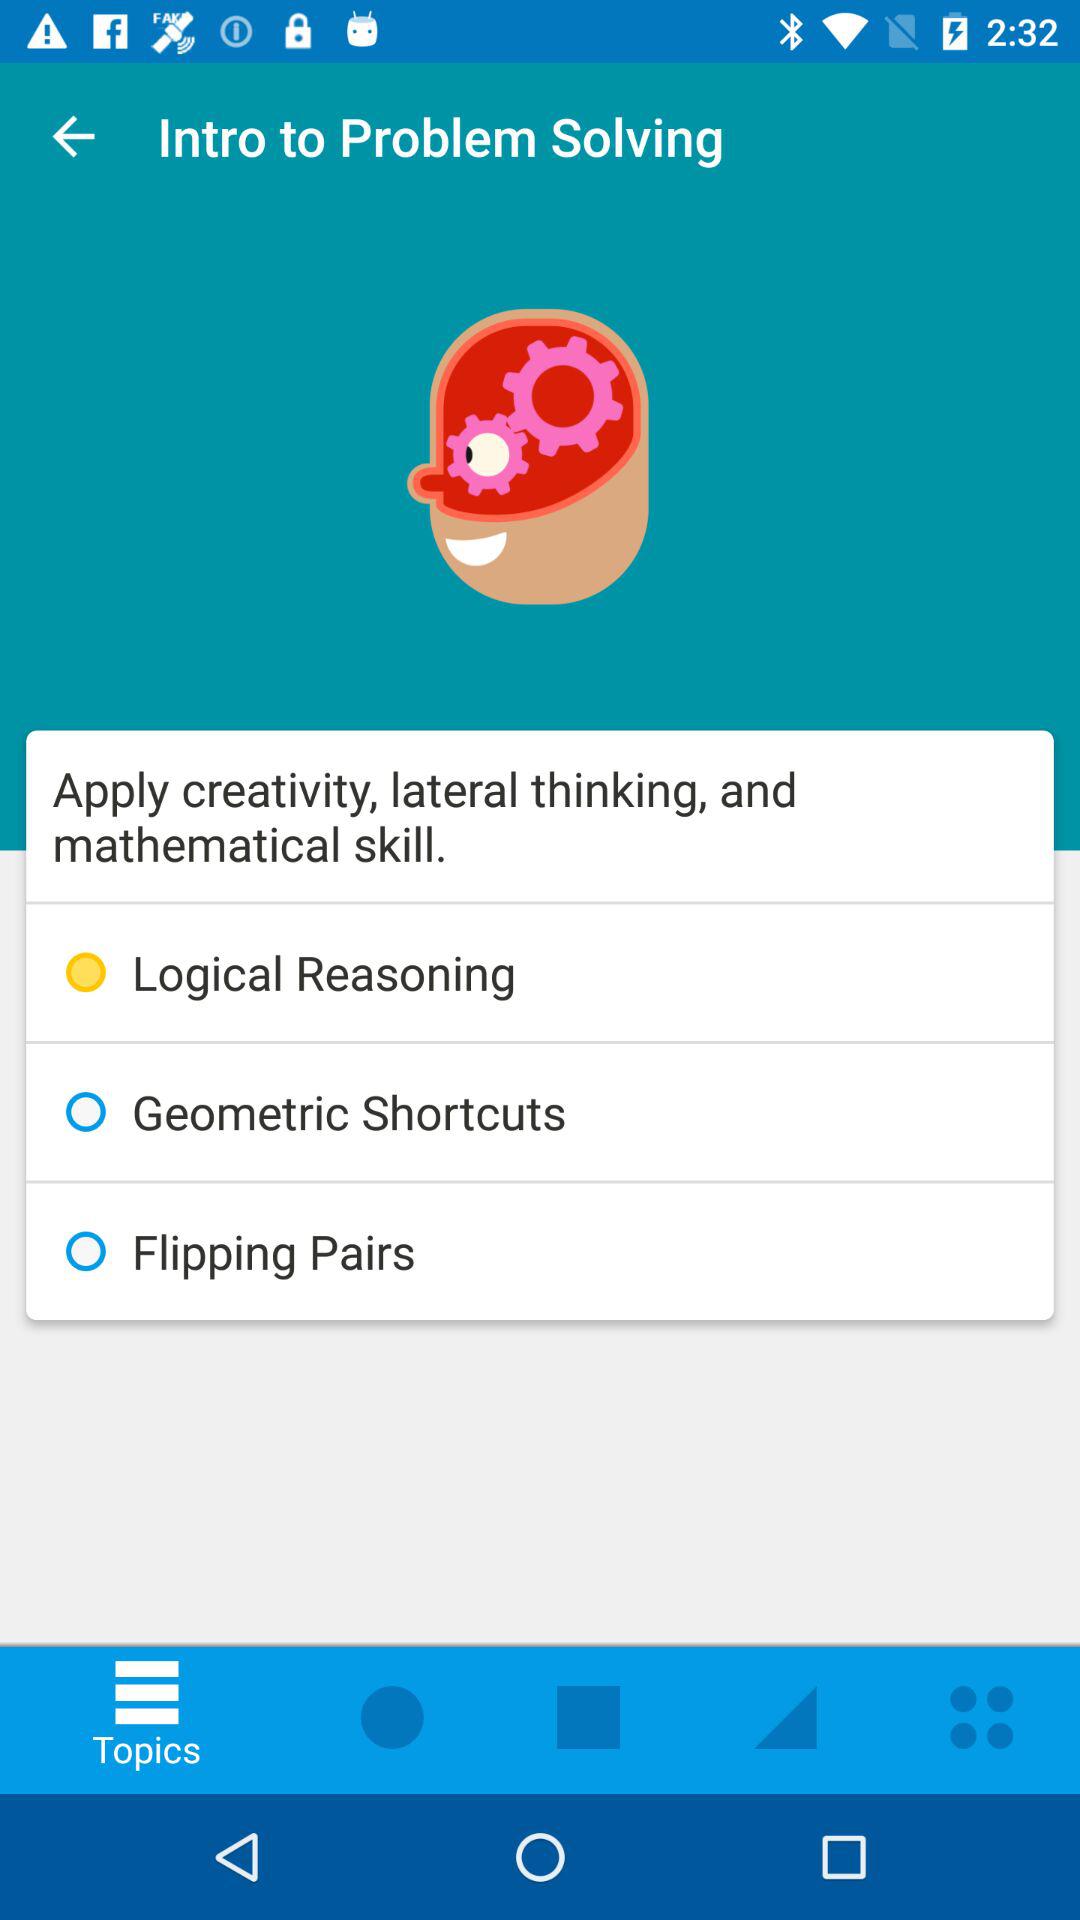 FAKE
2:32
Intro to Problem Solving
Apply creativity, lateral thinking, and
mathematical skill.
Logical Reasoning
Geometric Shortcuts
Flipping Pairs
Topics